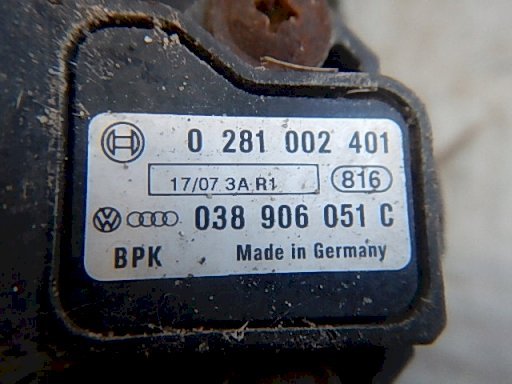 0 281 002 401
17/07 3A R1 816
038 906 051 C
BPK Made in Germany